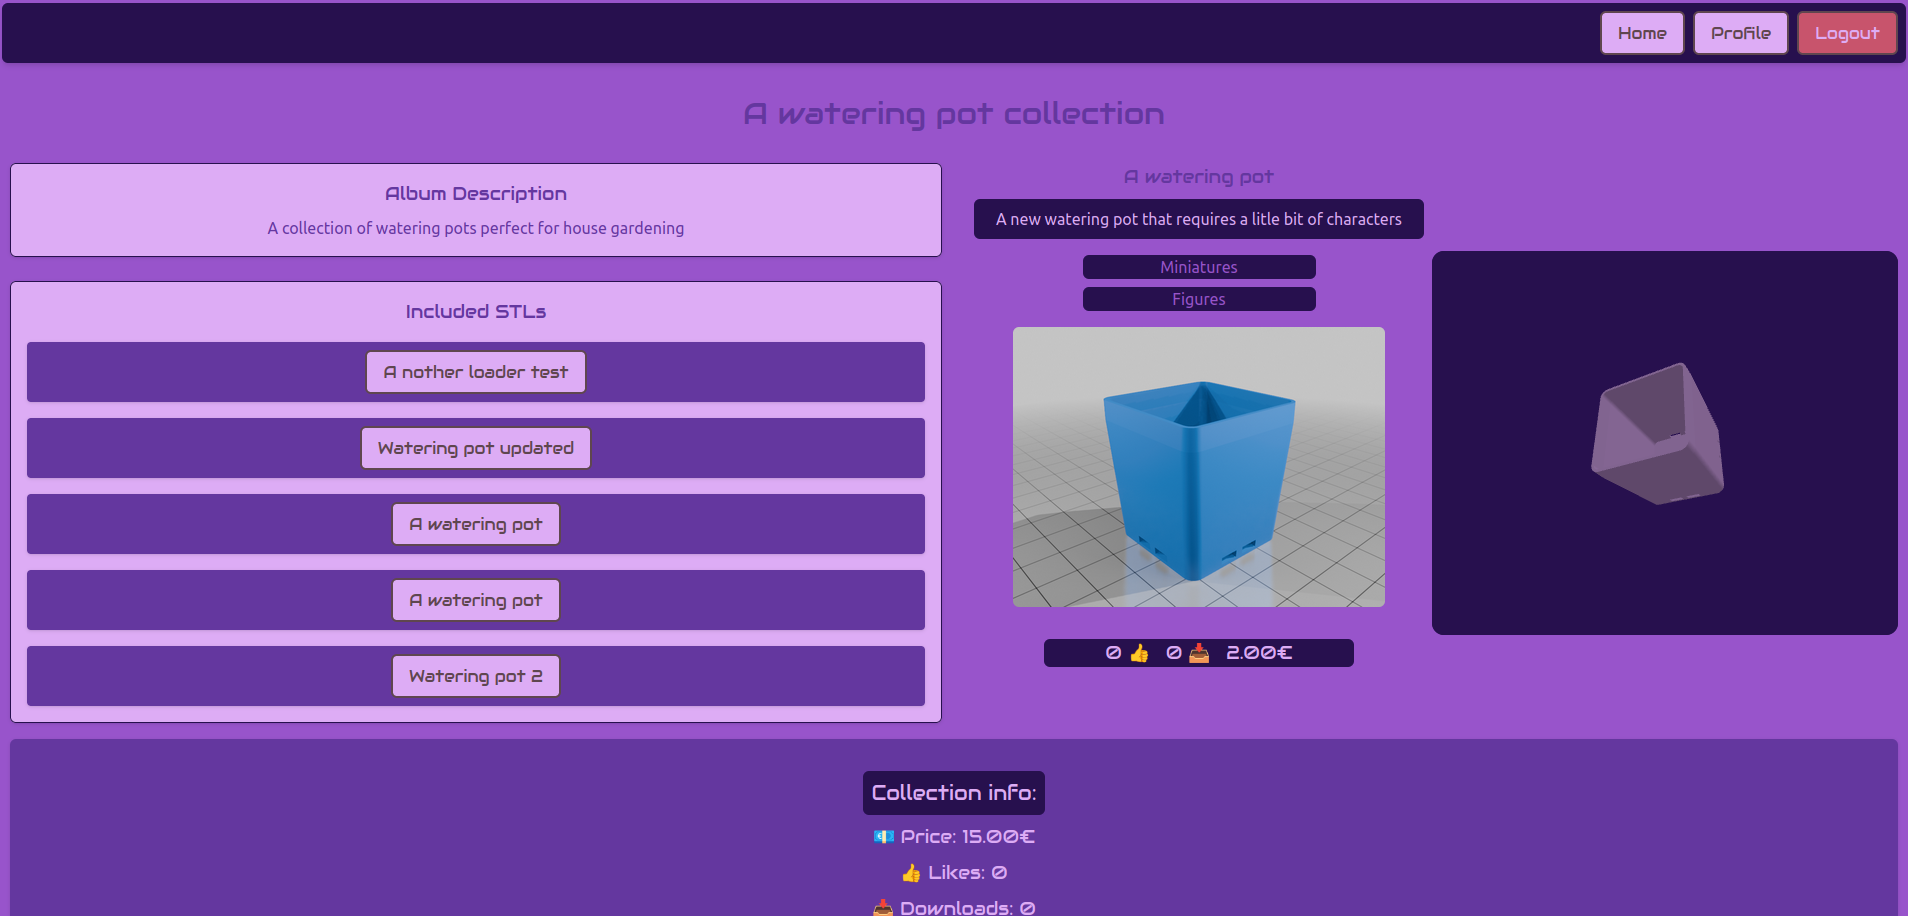 Home
Profile
Logout
A watering pot collection
Album Description
A collection of watering pots perfect for house gardening
Included STLs
A nother loader test
Watering pot updated
A watering pot
A watering pot
Watering pot 2
A watering pot
A new watering pot that requires a litle bit of characters
Miniatures
Figures
0 👍 0 📥 2.00€
Collection info:
💶 Price: 15.00€
👍 Likes: 0
📥 Downloads: 0